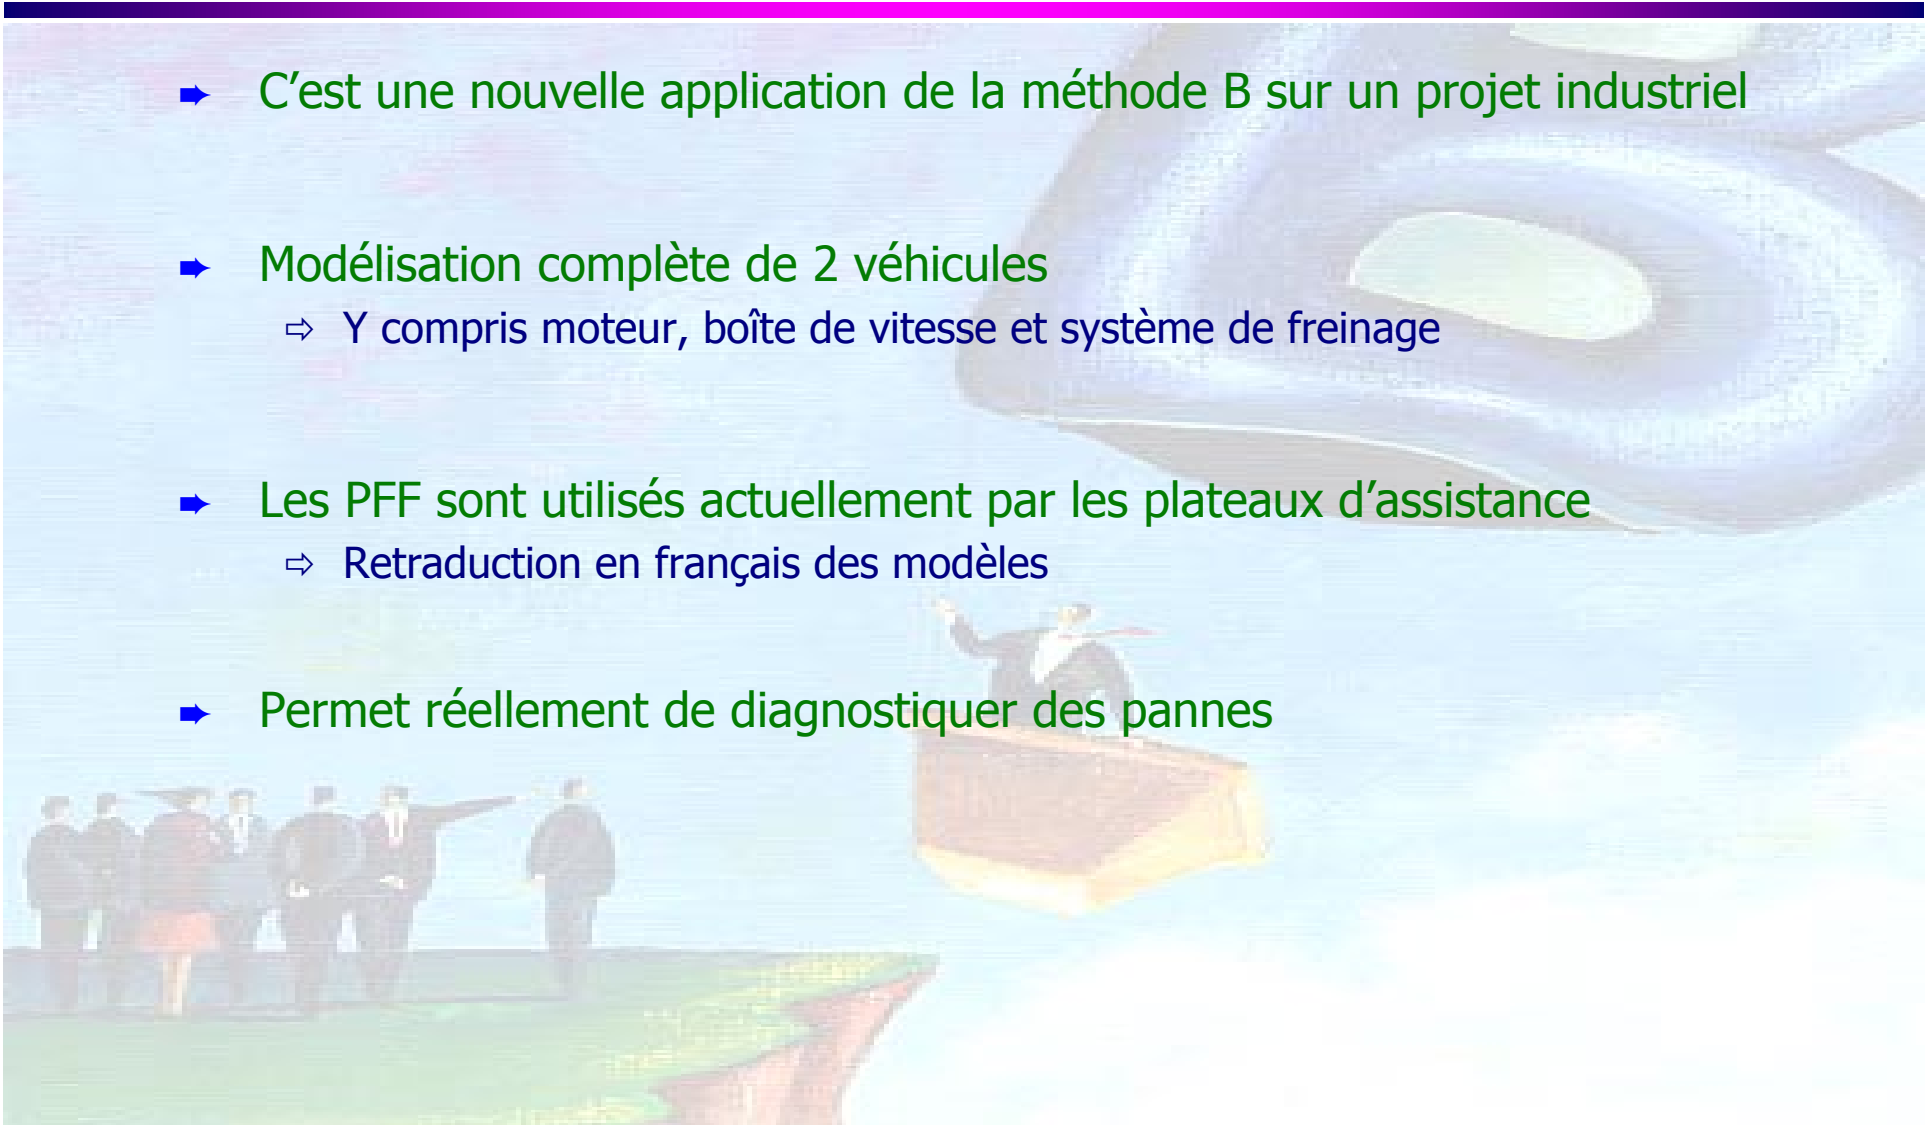 ➨ C’est une nouvelle application de la méthode B sur un projet industriel
➨ Modélisation complète de 2 véhicules
⇨ Y compris moteur, boîte de vitesse et système de freinage
➨ Les PFF sont utilisés actuellement par les plateaux d’assistance
⇨ Retraduction en français des modèles
➨ Permet réellement de diagnostiquer des pannes